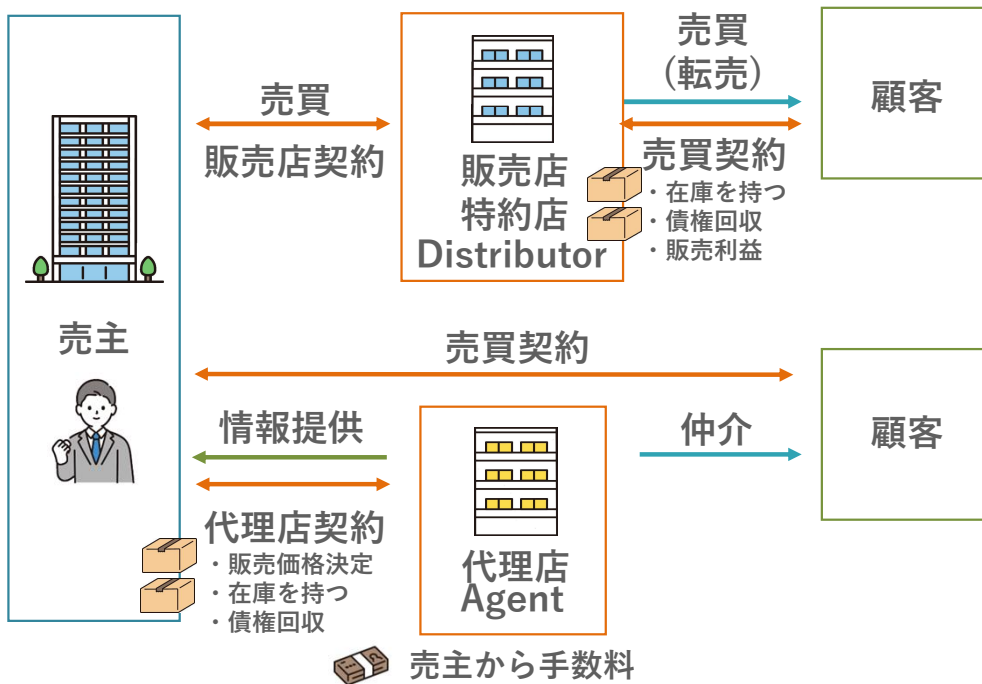 売買
販売店契約
販売店
特約店
Distributor
売買
(転売)
売買契約
・在庫を持つ
・債権回収
・販売利益
顧客
売主
売買契約
情報提供
代理店契約
・販売価格決定
・在庫を持つ
・債権回収
代理店
Agent
仲介
顧客
売主から手数料